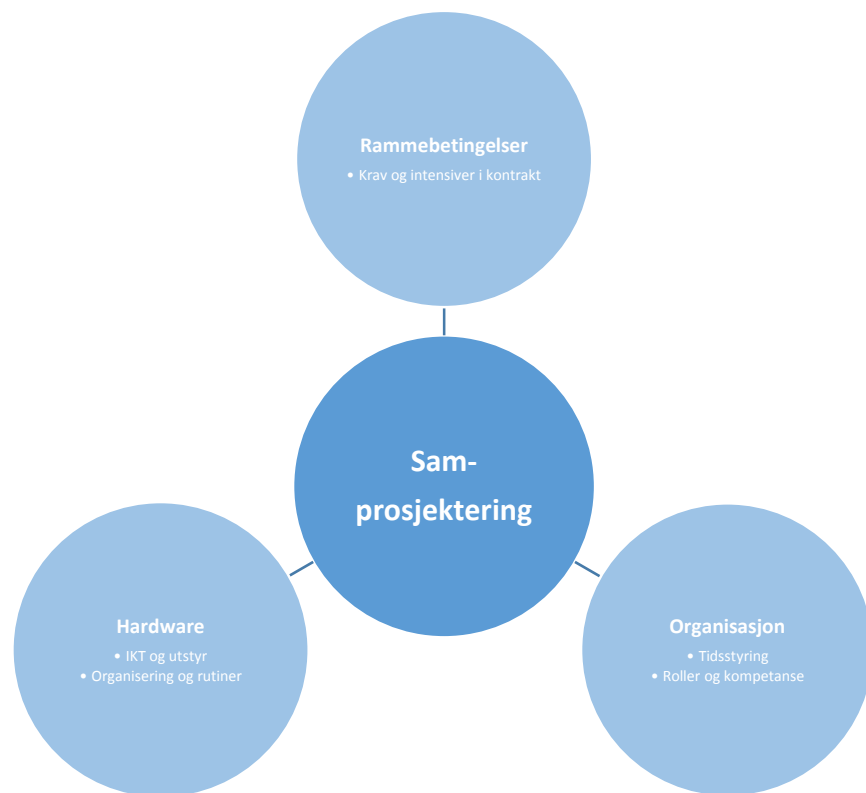 Rammebetingelser
• Krav og intensiver i kontrakt
Sam-
prosjektering
Hardware
• IKT og utstyr
• Organisering og rutiner
Organisasjon
• Tidsstyring
• Roller og kompetanse